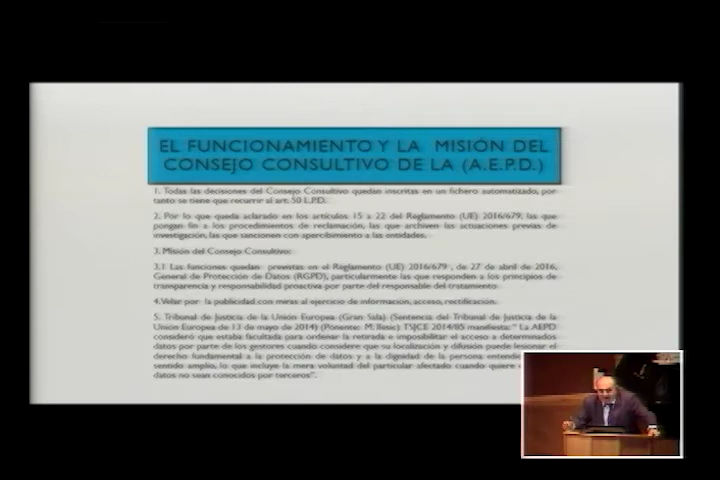 EL FUNCIONAMIENTO Y LA MISIÓN DEL
CONSEJO CONSULTIVO DE LA (A.E.P.D.)
1. Todas las decisiones del Consejo Consultivo quedan inscritas en un fichero automatizado, por
tanto se tiene que recurrir al art. 50 L.P.D.
2. Por lo que queda aclarado en los artículos 15 a 22 del Reglamento (UE) 2016/679, las que
pongan fin a los procedimientos de reclamación, las que archiven las actuaciones previas de
investigación, las que sancionen con apercibimiento a las entidades.
3. Misión del Consejo Consultivo:
3.1 Las funciones quedan previstas en el Reglamento (UE) 2016/679 , de 27 de abril de 2016,
General de Protección de Datos (RGPD), particularmente las que responden a los principios de
transparencia y responsabilidad proactiva por parte del responsable del tratamiento
4. Velar por la publicidad con miras al ejercicio de información, acceso, rectificación.
5. Tribunal de Justicia de la Unión Europea (Gran Sala) (Sentencia del Tribunal de Justicia de la
Unión Europea de 13 de mayo de 2014) (Ponente: M. Ilesic) TSJCE 2014/85 manifiesta: " La AEPD
consideró que estaba facultada para ordenar la retirada e imposibilitar el acceso a determinados
datos por parte de los gestores cuando considere que su localización y difusión puede lesionar el
derecho fundamental a la protección de datos y a la dignidad de la persona
sentido amplio, lo que incluye la mera voluntad del particular afectado cuando quiere
datos no sean conocidos por terceros".